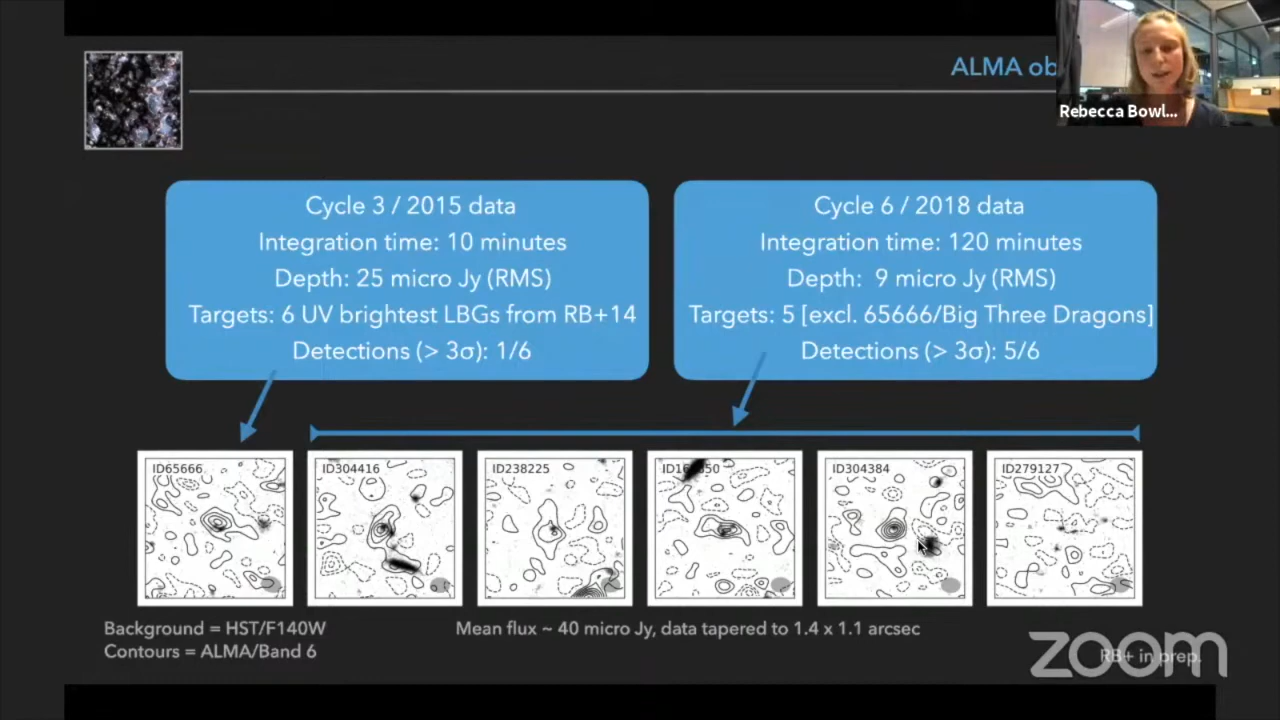 ALMA ob
Rebecca Bowl...
Cycle 3 / 2015 data
Integration time: 10 minutes
Depth: 25 micro Jy (RMS)
Targets: 6 UV brightest LBGs from RB+14
Detections (> 3σ): 1/6
Cycle 6 / 2018 data
Integration time: 120 minutes
Depth: 9 micro Jy (RMS)
Targets: 5 [excl. 65666/Big Three Dragons]
Detections (> 3σ): 5/6
ID65666
ID304416
ID238225
ID304384
ID279127
Background = HST/F140W
Contours = ALMA/Band 6
Mean flux ~ 40 micro Jy, data tapered to 1.4 x 1.1 arcsec
RB+ in prep.
zoom